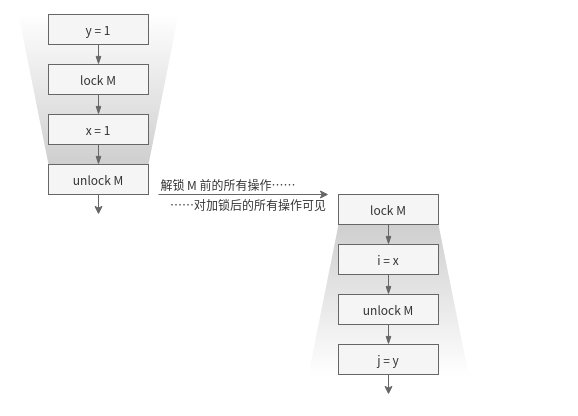 y = 1
lock M
x = 1
unlock M
解锁 M 前的所有操作……
……对加锁后的所有操作可见
lock M
i = x
unlock M
j = y